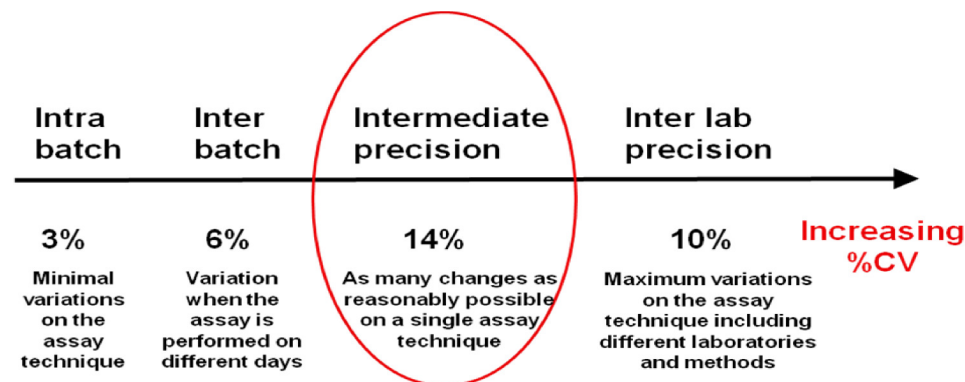 Intra
batch
Inter
batch
Intermediate
precision
Inter lab
precision
3%
6%
14%
10%
Increasing
%CV
Minimal
variations
on the
assay
technique
Variation
when the
assay is
performed on
different days
As many changes as
reasonably possible
on a single assay
technique
Maximum variations
on the assay
technique including
different laboratories
and methods